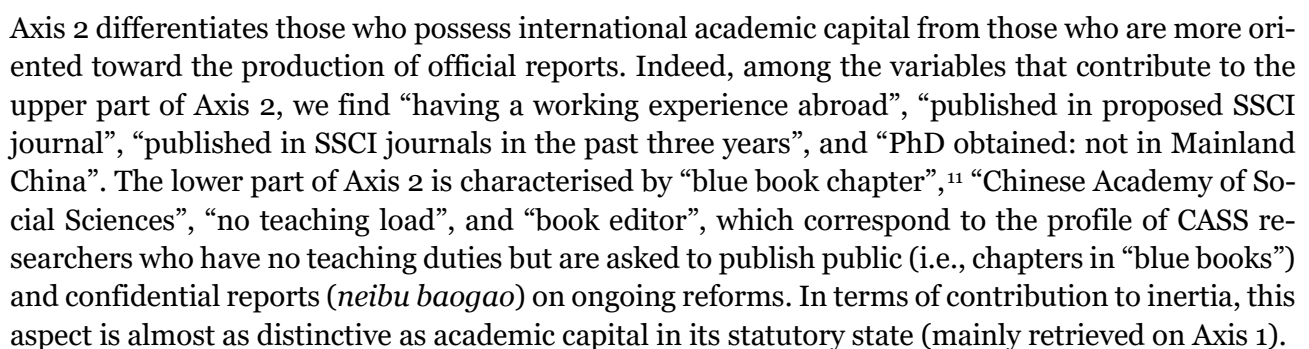 Axis 2 differentiates those who possess international academic capital from those who are more ori-
ented toward the production of official reports. Indeed, among the variables that contribute to the
upper part of Axis 2, we find “having a working experience abroad”, “published in proposed SSCI
journal”, “published in SSCI journals in the past three years”, and “PhD obtained: not in Mainland
China”. The lower part of Axis 2 is characterised by “blue book chapter”,¹¹ “Chinese Academy of So-
cial Sciences”, “no teaching load”, and “book editor”, which correspond to the profile of CASS re-
searchers who have no teaching duties but are asked to publish public (i.e., chapters in “blue books”)
and confidential reports (neibu baogao) on ongoing reforms. In terms of contribution to inertia, this
aspect is almost as distinctive as academic capital in its statutory state (mainly retrieved on Axis 1).